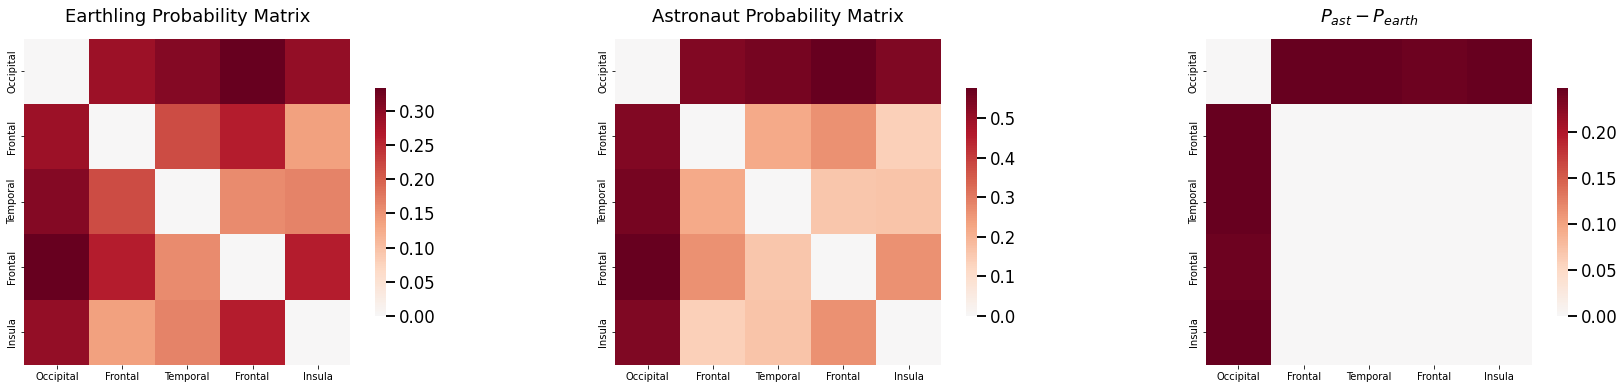 Earthling Probability Matrix
Occipital
Frontal
Temporal
Frontal
Insula
Occipital Frontal Temporal Frontal Insula
0.30
0.25
0.20
0.15
0.10
0.05
0.00
Astronaut Probability Matrix
Occipital
Frontal
Temporal
Frontal
Insula
Occipital Frontal Temporal Frontal Insula
0.5
0.4
0.3
0.2
0.1
0.0
P_ast − P_earth
Occipital
Frontal
Temporal
Frontal
Insula
Occipital Frontal Temporal Frontal Insula
0.20
0.15
0.10
0.05
0.00